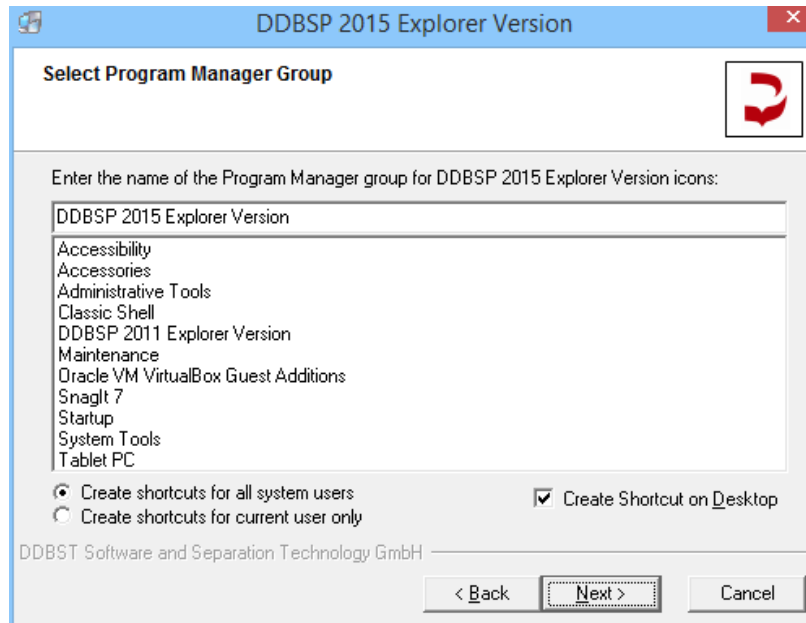 DDBSP 2015 Explorer Version
Select Program Manager Group
Enter the name of the Program Manager group for DDBSP 2015 Explorer Version icons:
DDBSP 2015 Explorer Version
Accessibility
Accessories
Administrative Tools
Classic Shell
DDBSP 2011 Explorer Version
Maintenance
Oracle VM VirtualBox Guest Additions
SnagIt 7
Startup
System Tools
Tablet PC
Create shortcuts for all system users
Create Shortcut on Desktop
Create shortcuts for current user only
DDBST Software and Separation Technology GmbH
< Back Next > Cancel